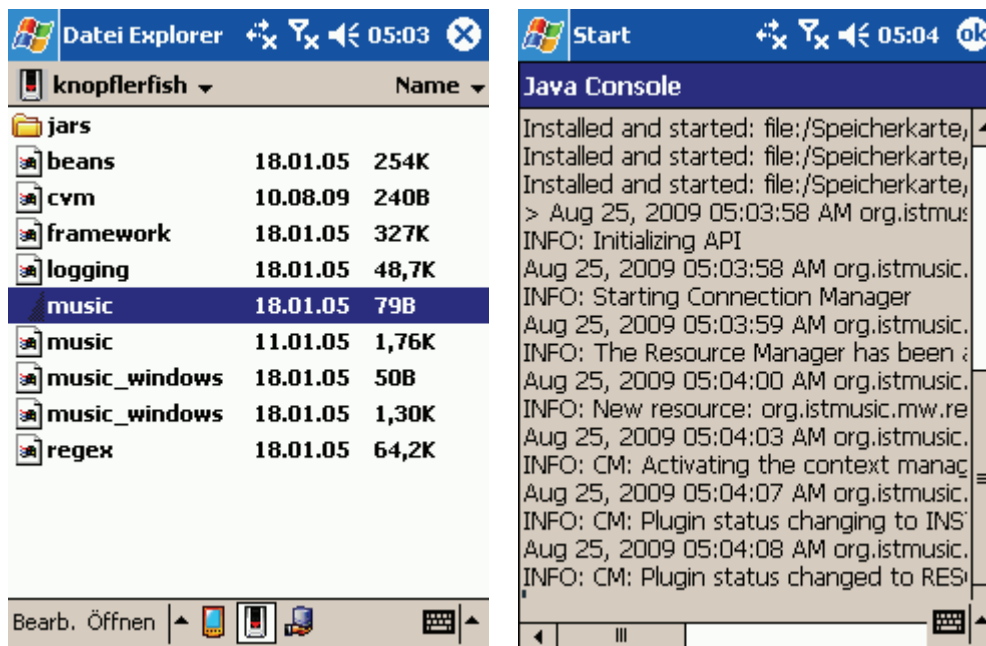 Datei Explorer 05:03
knopflerfish Name
jars
beans 18.01.05 254K
cvm 10.08.09 240B
framework 18.01.05 327K
logging 18.01.05 48,7K
music 18.01.05 79B
music 11.01.05 1,76K
music_windows 18.01.05 50B
music_windows 18.01.05 1,30K
regex 18.01.05 64,2K
Bearb. Öffnen
Start 05:04 ok
Java Console
Installed and started: file:/Speicherkarte/
Installed and started: file:/Speicherkarte/
Installed and started: file:/Speicherkarte/
> Aug 25, 2009 05:03:58 AM org.istmus
INFO: Initializing API
Aug 25, 2009 05:03:58 AM org.istmusic.
INFO: Starting Connection Manager
Aug 25, 2009 05:03:59 AM org.istmusic.
INFO: The Resource Manager has been a
Aug 25, 2009 05:04:00 AM org.istmusic.
INFO: New resource: org.istmusic.mw.re
Aug 25, 2009 05:04:03 AM org.istmusic.
INFO: CM: Activating the context manag
Aug 25, 2009 05:04:07 AM org.istmusic.
INFO: CM: Plugin status changing to INS
Aug 25, 2009 05:04:08 AM org.istmusic.
INFO: CM: Plugin status changed to RES